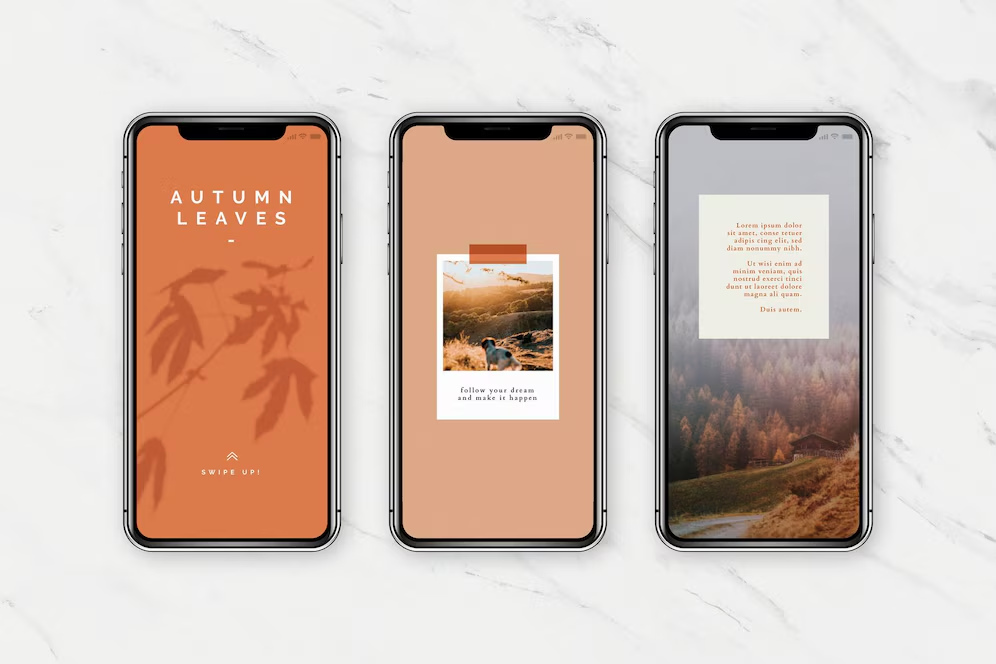 AUTUMN
LEAVES
-
SWIPE UP!
follow your dream
and make it happen
Lorem ipsum dolor
sit amet, conse tetuer
adipis cing elit, sed
diam nonummy nibh.
Ut wisi enim ad
minim veniam, quis
nostrud exerci tinci
dunt ut laoreet dolore
magna ali quam.
Duis autem.